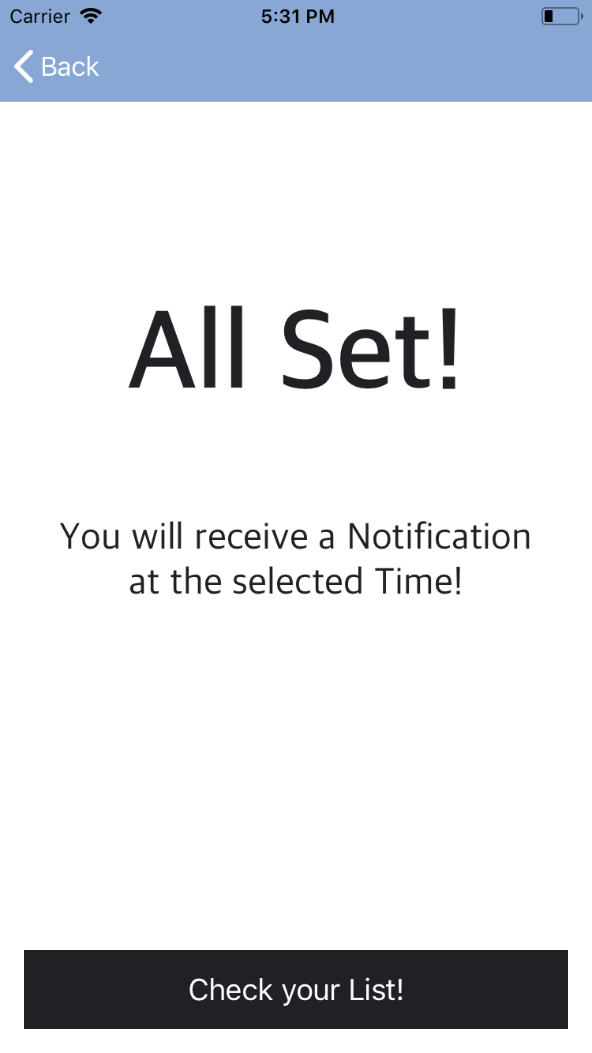 Carrier 5:31 PM
Back
All Set!
You will receive a Notification
at the selected Time!
Check your List!